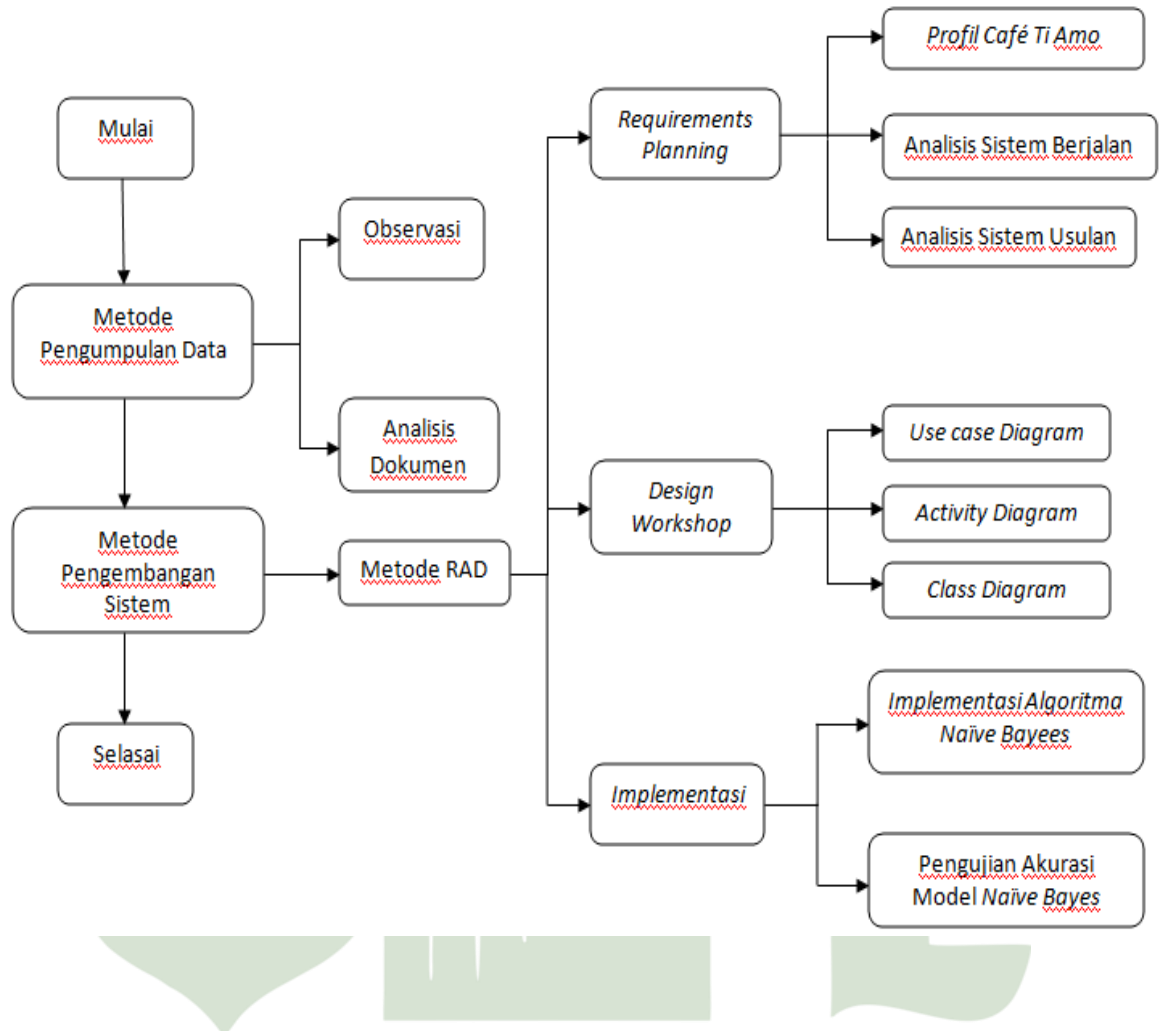 Mulai
Metode
Pengumpulan Data
Observasi
Analisis
Dokumen
Metode
Pengembangan
Sistem
Metode RAD
Selasai
Requirements
Planning
Profil Café Ti Amo
Analisis Sistem Berjalan
Analisis Sistem Usulan
Design
Workshop
Use case Diagram
Activity Diagram
Class Diagram
Implementasi
Implementasi Algoritma
Naïve Bayees
Pengujian Akurasi
Model Naïve Bayes